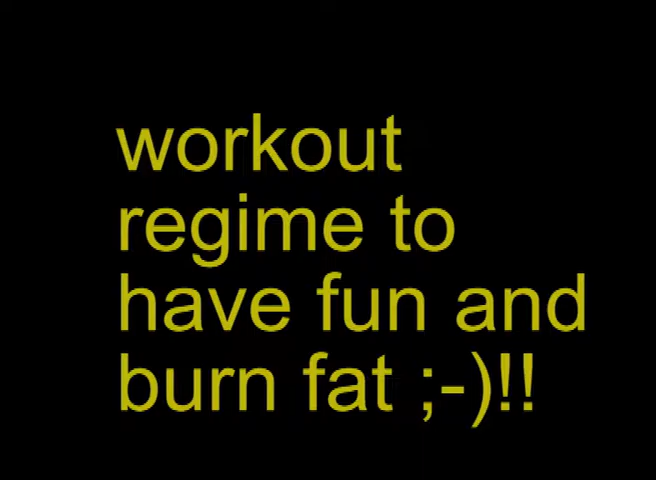 workout
regime to
have fun and
burn fat ;-)!!